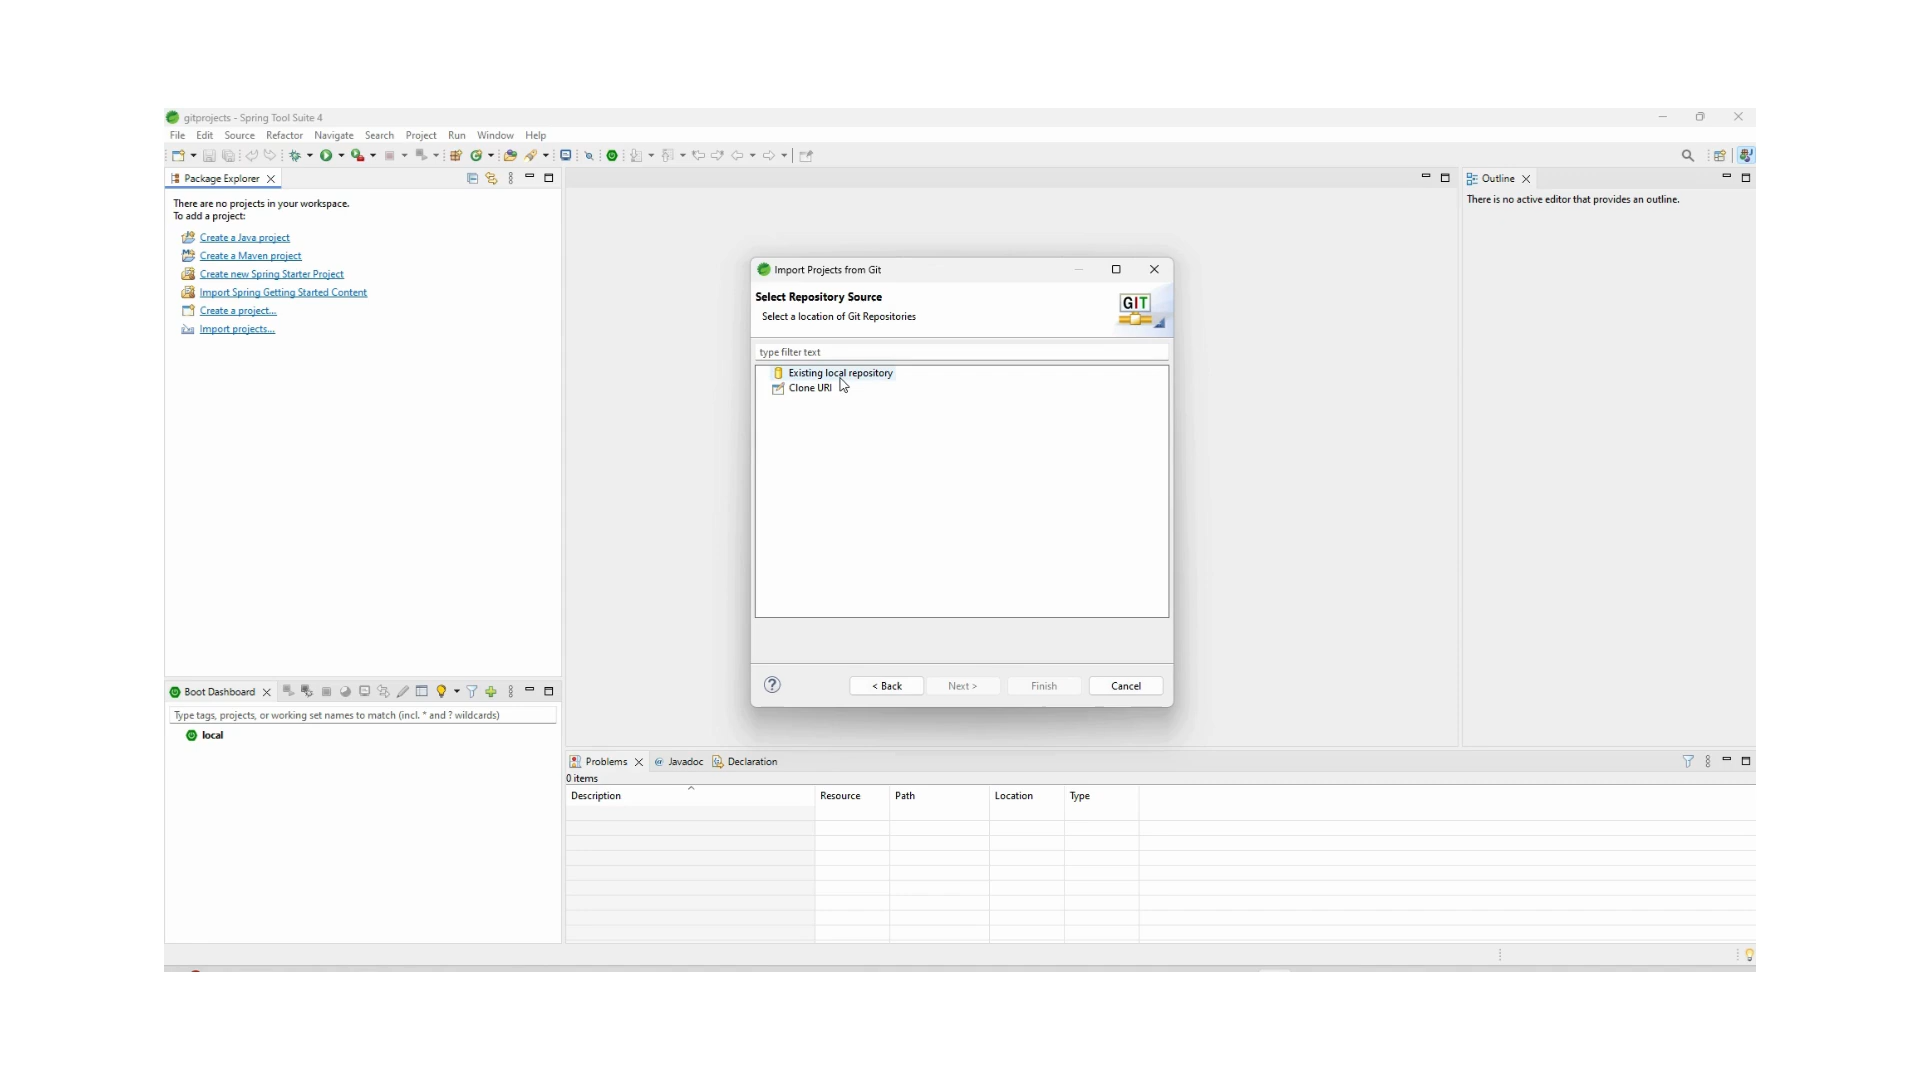 gitprojects - Spring Tool Suite 4
File Edit Source Refactor Navigate Search Project Run Window Help
Package Explorer
There are no projects in your workspace.
To add a project:
Create a Java project
Create a Maven project
Create new Spring Starter Project
Import Spring Getting Started Content
Create a project...
Import projects...
Outline
There is no active editor that provides an outline.
Import Projects from Git
Select Repository Source
Select a location of Git Repositories
GIT
type filter text
Existing local repository
Clone URI
< Back Next > Finish Cancel
Boot Dashboard
Type tags, projects, or working set names to match (incl. * and ? wildcards)
local
Problems Javadoc Declaration
0 items
Description Resource Path Location Type